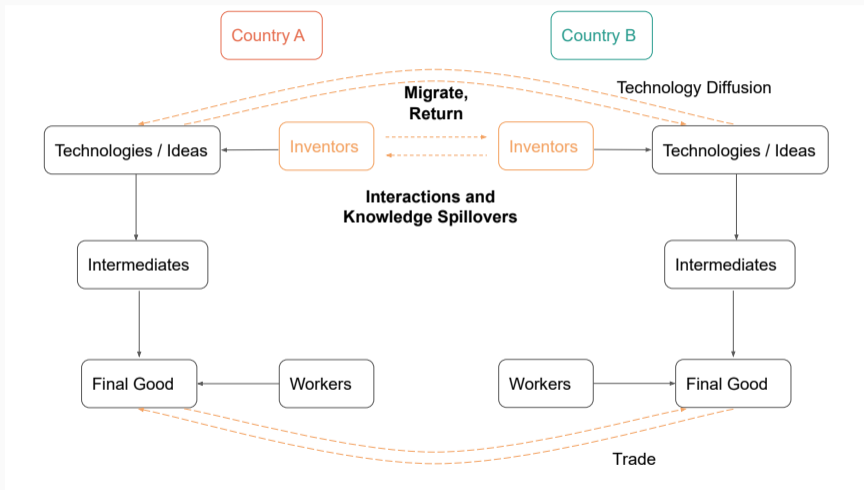 Country A
Country B
Technology Diffusion
Migrate,
Return
Technologies / Ideas
Inventors
Inventors
Technologies / Ideas
Interactions and
Knowledge Spillovers
Intermediates
Intermediates
Final Good
Workers
Workers
Final Good
Trade